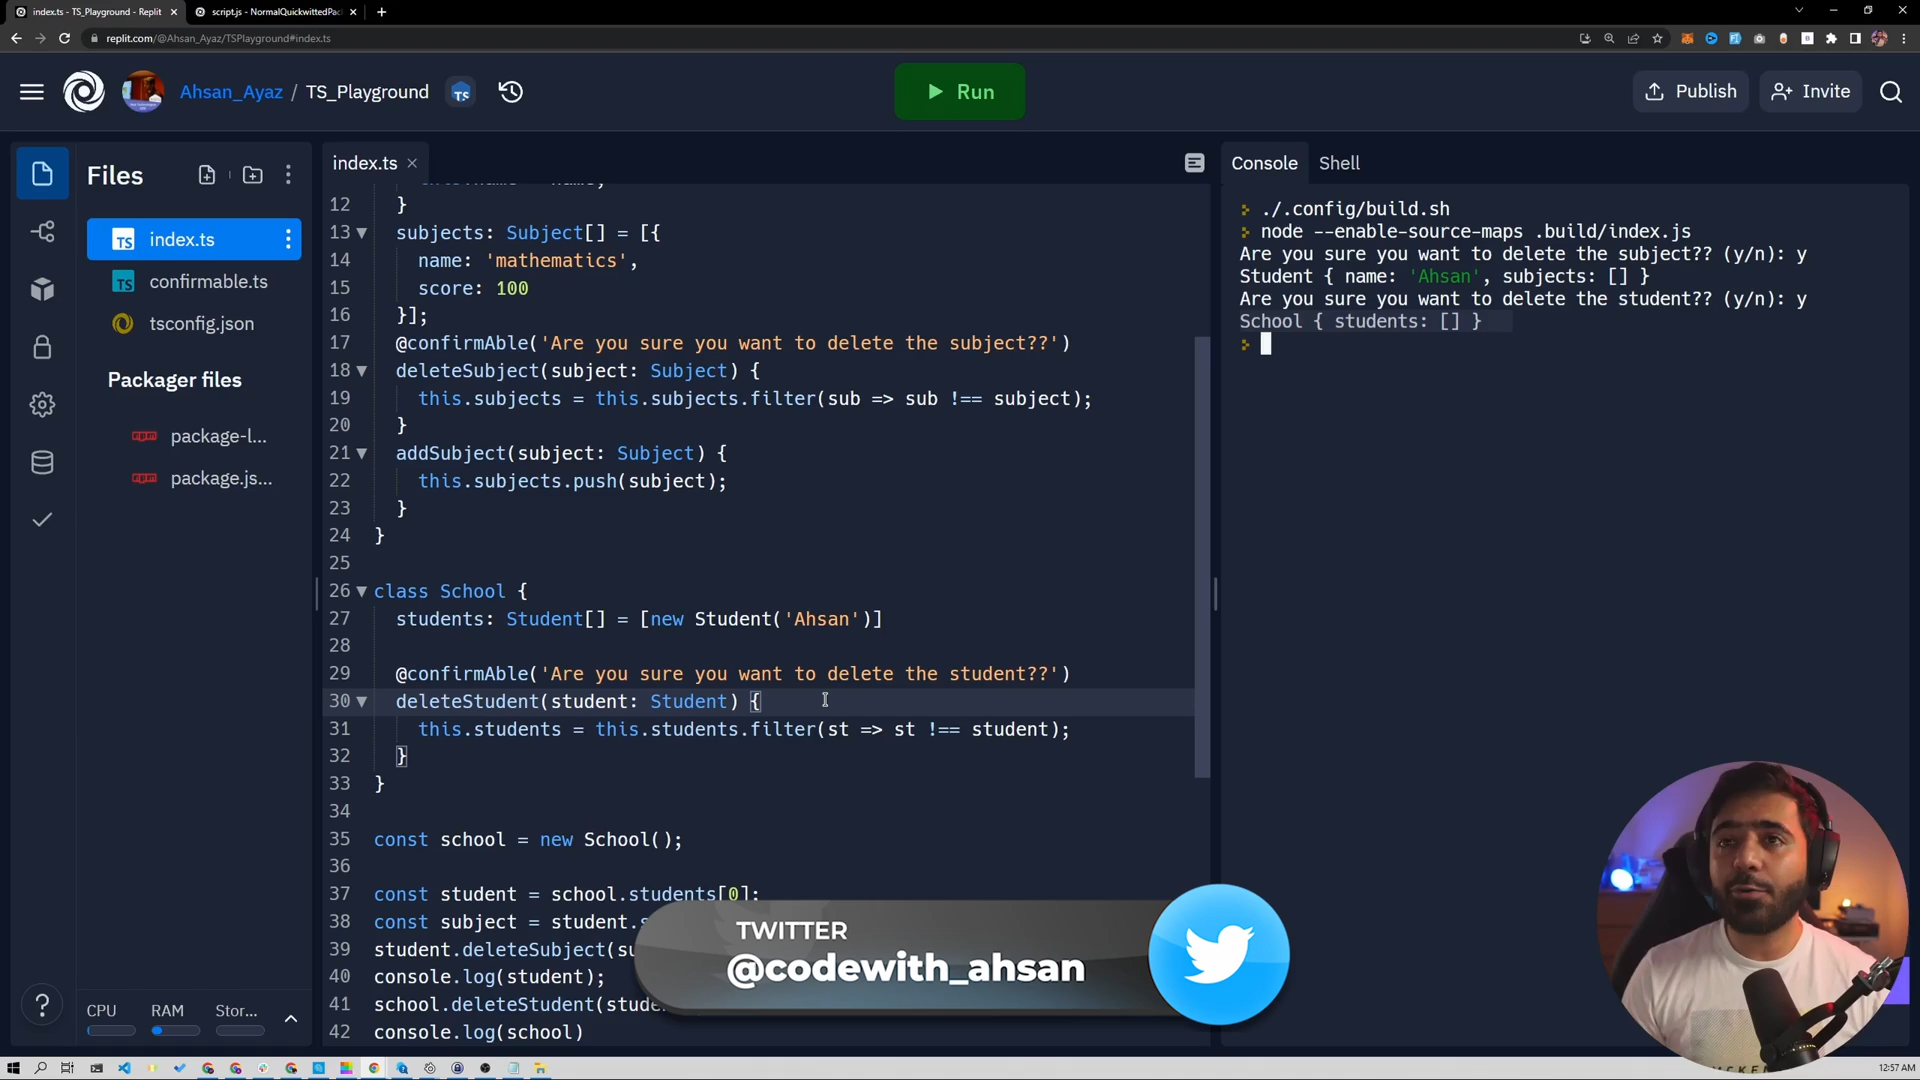 index.ts - TS_Playground - Replit
script.js - NormalQuickwittedPac
replit.com/@Ahsan_Ayaz/TSPlayground#index.ts
Ahsan_Ayaz / TS_Playground
TS
Run
Publish
Invite
Files
TS index.ts
TS confirmable.ts
tsconfig.json
Packager files
npm package-l...
npm package.js...
?
CPU
RAM
Stor...
index.ts
12 }
13 subjects: Subject[] = [{
14 name: 'mathematics',
15 score: 100
16 }];
17 @confirmAble('Are you sure you want to delete the subject??')
18 deleteSubject(subject: Subject) {
19 this.subjects = this.subjects.filter(sub => sub !== subject);
20 }
21 addSubject(subject: Subject) {
22 this.subjects.push(subject);
23 }
24 }
25
26 class School {
27 students: Student[] = [new Student('Ahsan')]
28
29 @confirmAble('Are you sure you want to delete the student??')
30 deleteStudent(student: Student) {
31 this.students = this.students.filter(st => st !== student);
32 }
33 }
34
35 const school = new School();
36
37 const student = school.students[0];
38 const subject = student.s
39 student.deleteSubject(su
40 console.log(student);
41 school.deleteStudent(stude
42 console.log(school)
Console
Shell
./.config/build.sh
node --enable-source-maps .build/index.js
Are you sure you want to delete the subject?? (y/n): y
Student { name: 'Ahsan', subjects: [] }
Are you sure you want to delete the student?? (y/n): y
School { students: [] }
TWITTER
@codewith_ahsan
12:57 AM